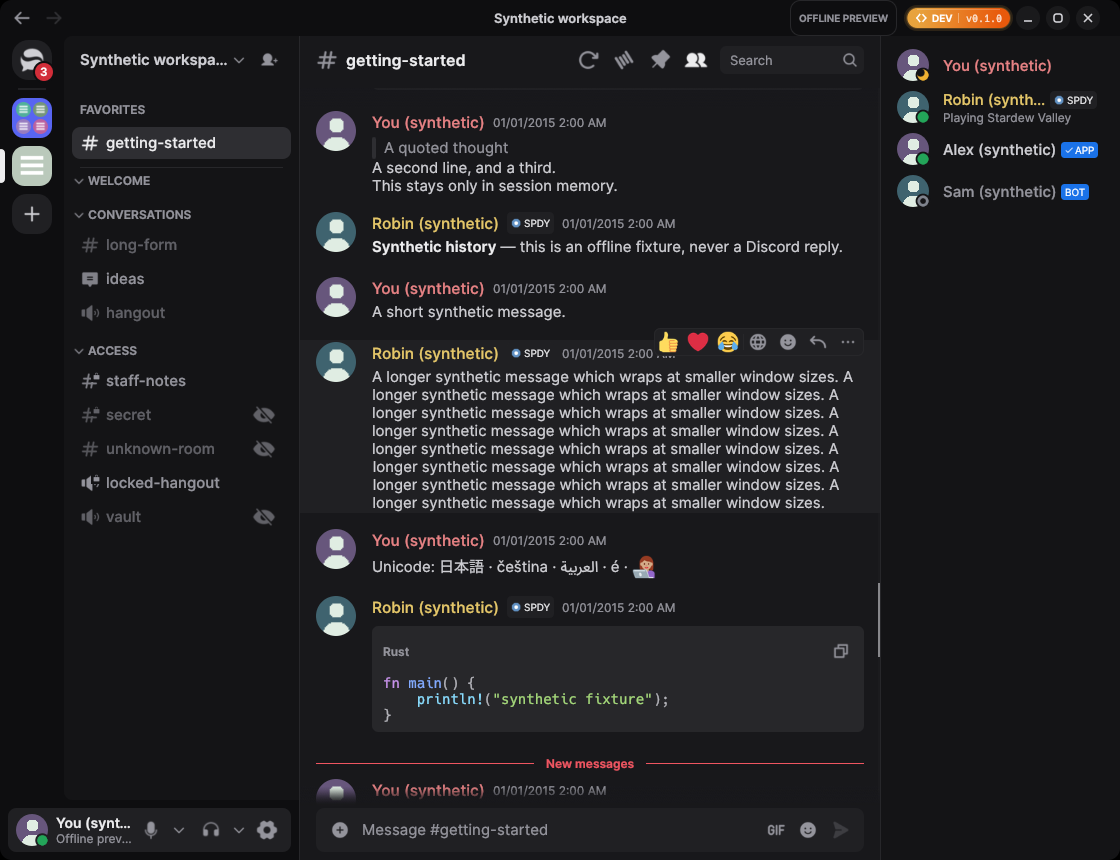 Synthetic workspace
OFFLINE PREVIEW
DEV
v0.1.0
3
Synthetic workspa...
FAVORITES
getting-started
WELCOME
CONVERSATIONS
long-form
ideas
hangout
ACCESS
staff-notes
secret
unknown-room
locked-hangout
vault
You (synt...
Offline prev...
getting-started
Search
You (synthetic) 01/01/2015 2:00 AM
A quoted thought
A second line, and a third.
This stays only in session memory.
Robin (synthetic) SPDY 01/01/2015 2:00 AM
Synthetic history — this is an offline fixture, never a Discord reply.
You (synthetic) 01/01/2015 2:00 AM
A short synthetic message.
Robin (synthetic) SPDY 01/01/2015 2:00 AM
A longer synthetic message which wraps at smaller window sizes. A
longer synthetic message which wraps at smaller window sizes. A
longer synthetic message which wraps at smaller window sizes. A
longer synthetic message which wraps at smaller window sizes. A
longer synthetic message which wraps at smaller window sizes. A
longer synthetic message which wraps at smaller window sizes. A
longer synthetic message which wraps at smaller window sizes. A
longer synthetic message which wraps at smaller window sizes.
You (synthetic) 01/01/2015 2:00 AM
Unicode: 日本語 · čeština · العربية · é · 👩🏽‍💻
Robin (synthetic) SPDY 01/01/2015 2:00 AM
Rust
fn main() {
    println!("synthetic fixture");
}
New messages
You (synthetic) 01/01/2015 2:00 AM
Message #getting-started
GIF
You (synthetic)
Robin (synth... SPDY
Playing Stardew Valley
Alex (synthetic) APP
Sam (synthetic) BOT